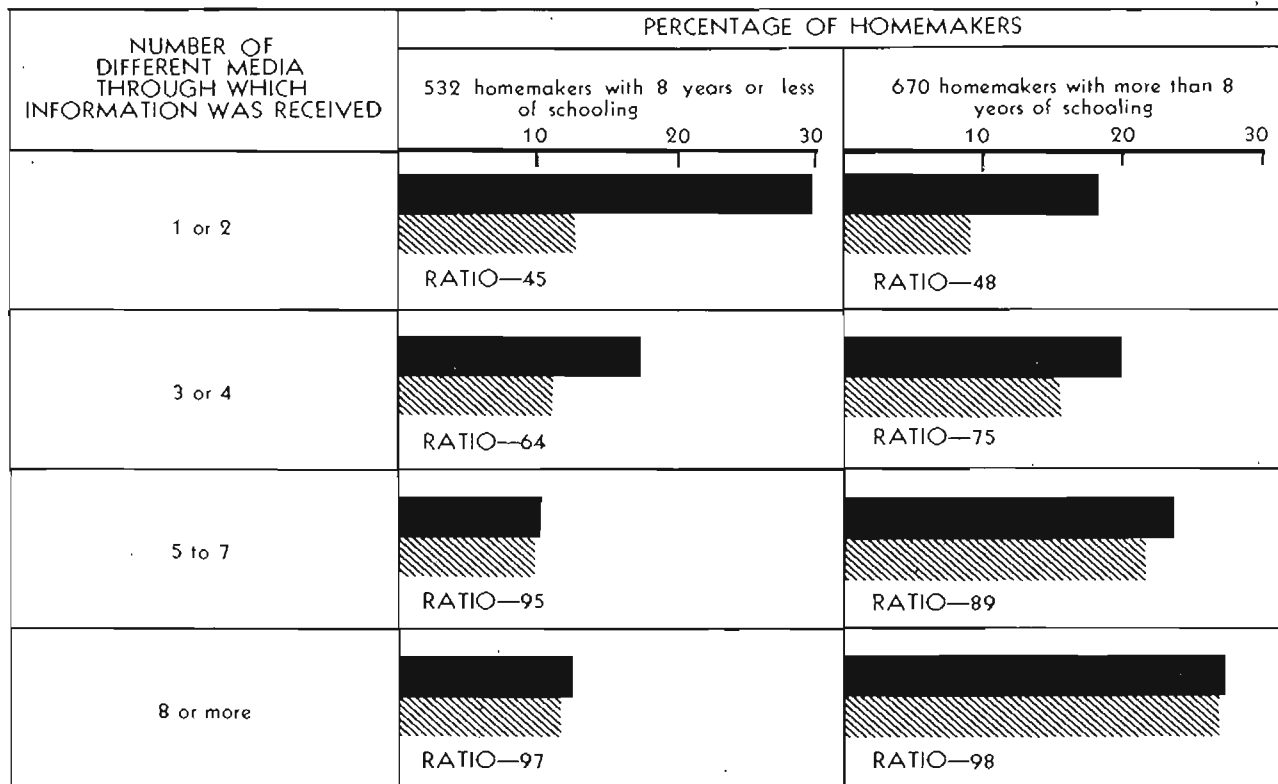 NUMBER OF
DIFFERENT MEDIA
THROUGH WHICH
INFORMATION WAS RECEIVED
PERCENTAGE OF HOMEMAKERS
532 homemakers with 8 years or less
of schooling
10 20 30
670 homemakers with more than 8
years of schooling
10 20 30
1 or 2
RATIO—45
RATIO—48
3 or 4
RATIO—64
RATIO—75
5 to 7
RATIO—95
RATIO—89
8 or more
RATIO—97
RATIO—98